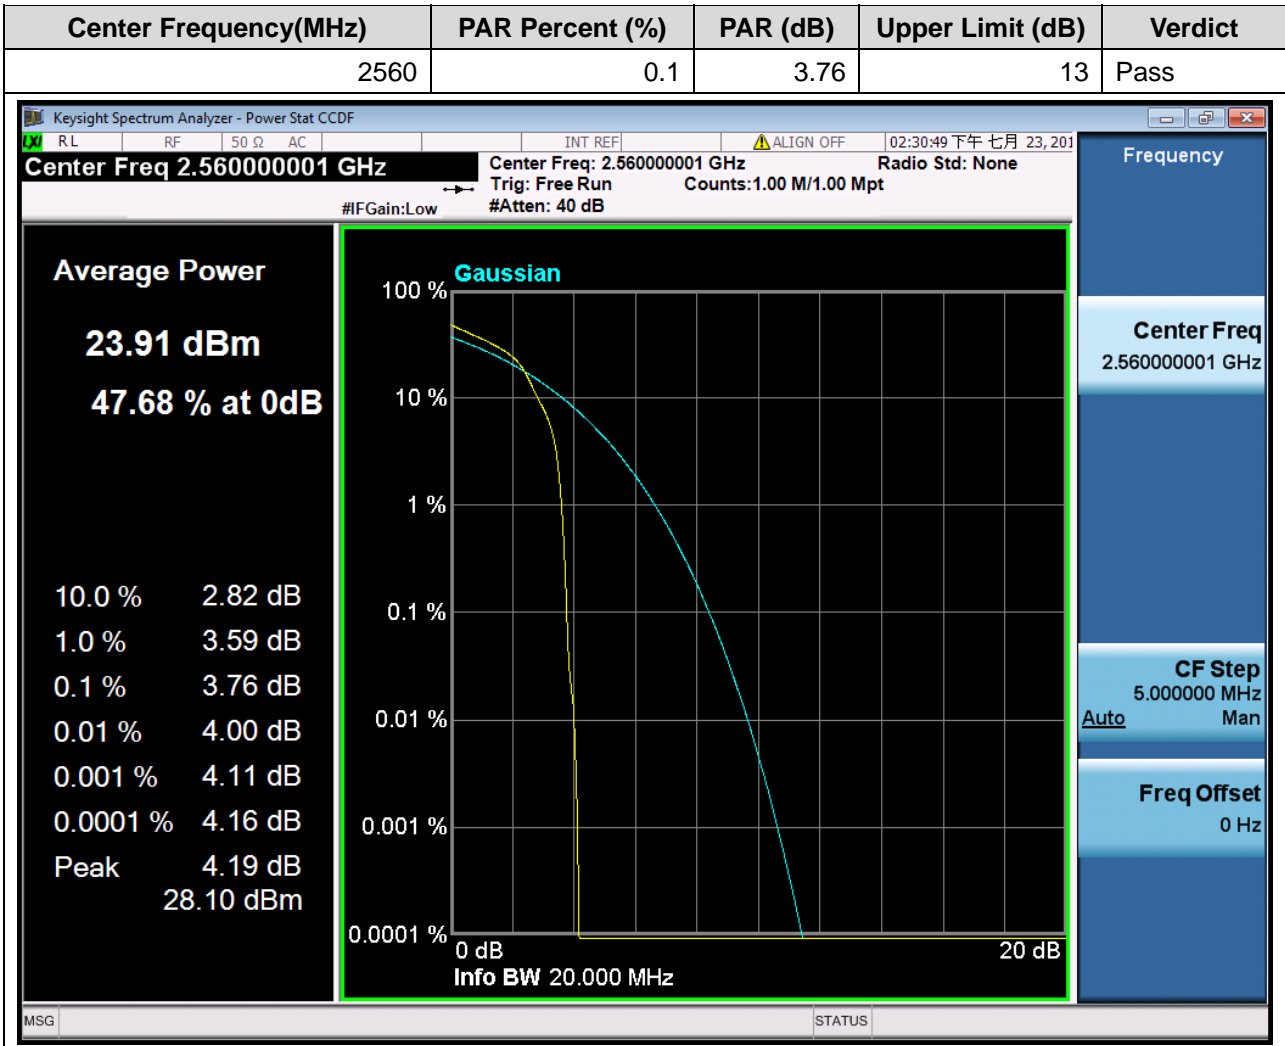 Center Frequency(MHz) PAR Percent (%) PAR (dB) Upper Limit (dB) Verdict
2560 0.1 3.76 13 Pass
Keysight Spectrum Analyzer - Power Stat CCDF
LXI RL RF 50 Ω AC INT REF ALIGN OFF 02:30:49 下午 七月 23, 201
Center Freq 2.560000001 GHz
Center Freq: 2.560000001 GHz Radio Std: None
Trig: Free Run Counts:1.00 M/1.00 Mpt
#IFGain:Low #Atten: 40 dB
Frequency
Average Power
23.91 dBm
47.68 % at 0dB
10.0 % 2.82 dB
1.0 % 3.59 dB
0.1 % 3.76 dB
0.01 % 4.00 dB
0.001 % 4.11 dB
0.0001 % 4.16 dB
Peak 4.19 dB
28.10 dBm
Gaussian
100 %
10 %
1 %
0.1 %
0.01 %
0.001 %
0.0001 %
0 dB 20 dB
Info BW 20.000 MHz
Center Freq
2.560000001 GHz
CF Step
5.000000 MHz
Auto Man
Freq Offset
0 Hz
MSG STATUS